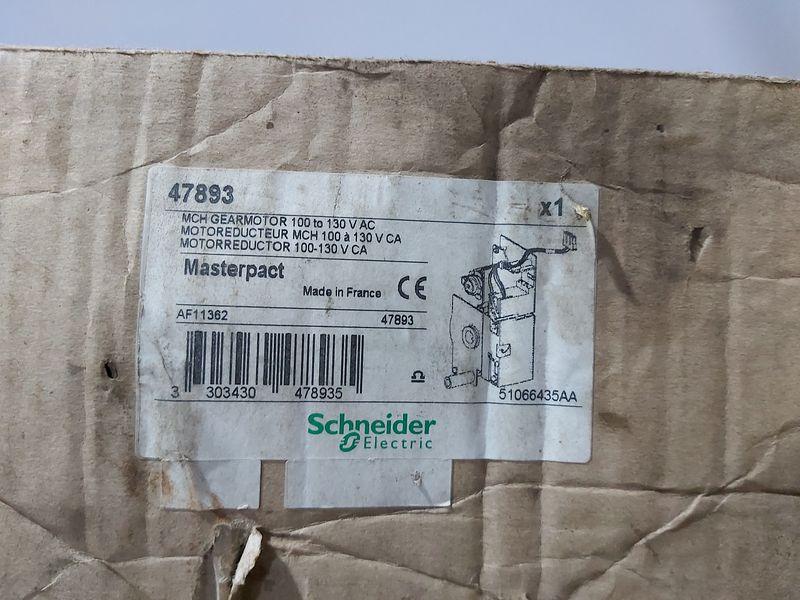 47893
x1
MCH GEARMOTOR 100 to 130 V AC
MOTOREDUCTEUR MCH 100 à 130 V CA
MOTORREDUCTOR 100-130 V CA
Masterpact
Made in France CE
AF11362 47893
3 303430 478935
51066435AA
Schneider
Electric